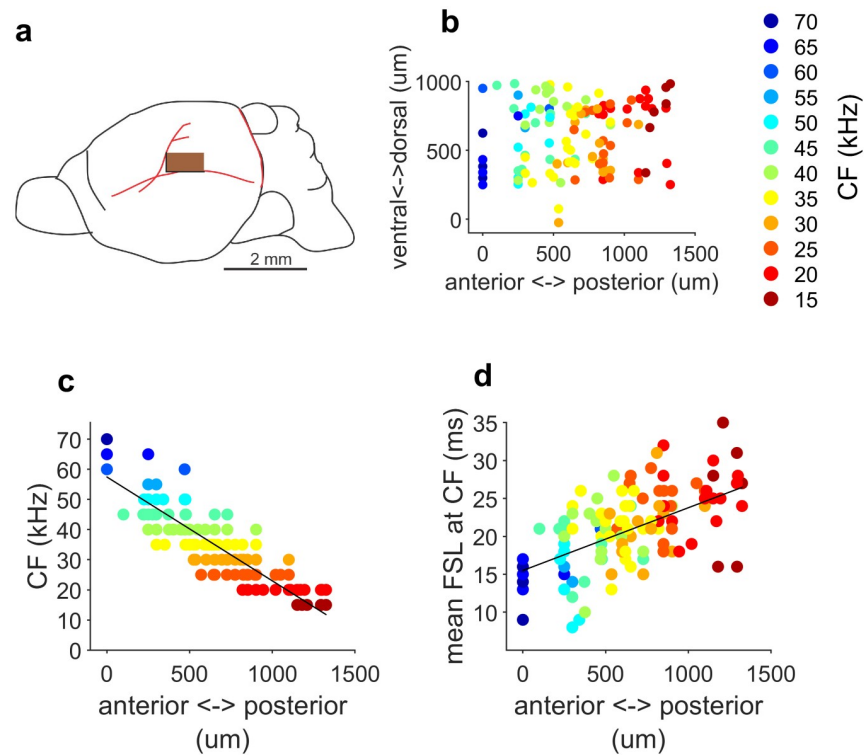 a
2 mm
b
ventral<->dorsal (um)
1000
500
0
0 500 1000 1500
anterior <-> posterior (um)
70
65
60
55
50
45
40
35
30
25
20
15
CF (kHz)
c
CF (kHz)
70
60
50
40
30
20
10
0
0 500 1000 1500
anterior <-> posterior
(um)
d
mean FSL at CF (ms)
35
30
25
20
15
10
0 500 1000 1500
anterior <-> posterior
(um)